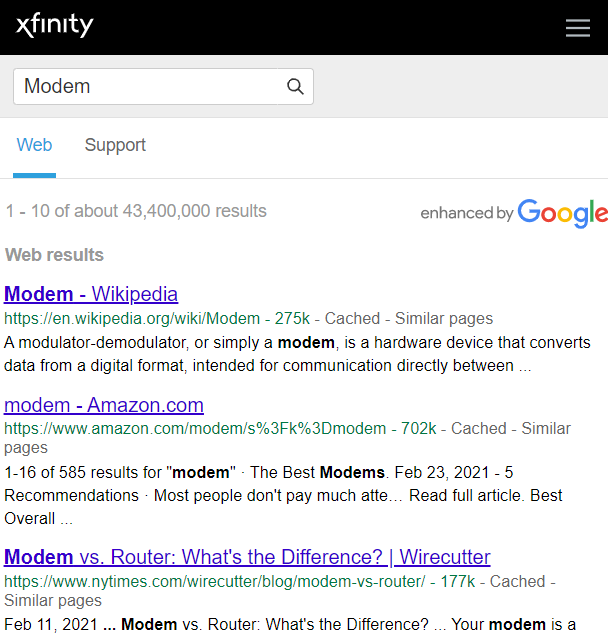 xfinity
Modem
Web Support
1 - 10 of about 43,400,000 results
enhanced by Google
Web results
Modem - Wikipedia
https://en.wikipedia.org/wiki/Modem - 275k - Cached - Similar pages
A modulator-demodulator, or simply a modem, is a hardware device that converts
data from a digital format, intended for communication directly between ...
modem - Amazon.com
https://www.amazon.com/modem/s%3Fk%3Dmodem - 702k - Cached - Similar
pages
1-16 of 585 results for "modem" · The Best Modems. Feb 23, 2021 - 5
Recommendations · Most people don't pay much atte… Read full article. Best
Overall ...
Modem vs. Router: What's the Difference? | Wirecutter
https://www.nytimes.com/wirecutter/blog/modem-vs-router/ - 177k - Cached -
Similar pages
Feb 11, 2021 ... Modem vs. Router: What's the Difference? ... Your modem is a